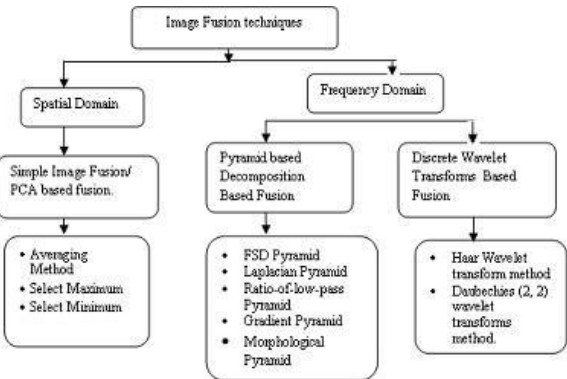 Image Fusion techniques
Spatial Domain
Frequency Domain
Simple Image Fusion/
PCA based fusion.
Pyramid based
Decomposition
Based Fusion
Discrete Wavelet
Transforms Based
Fusion
• Averaging
Method
• Select Maximum
• Select Minimum
• FSD Pyramid
• Laplacian Pyramid
• Ratio-of-low-pass
Pyramid
• Gradient Pyramid
• Morphological
Pyramid
• Haar Wavelet
transform method
• Daubechies (2, 2)
wavelet
transforms
method.